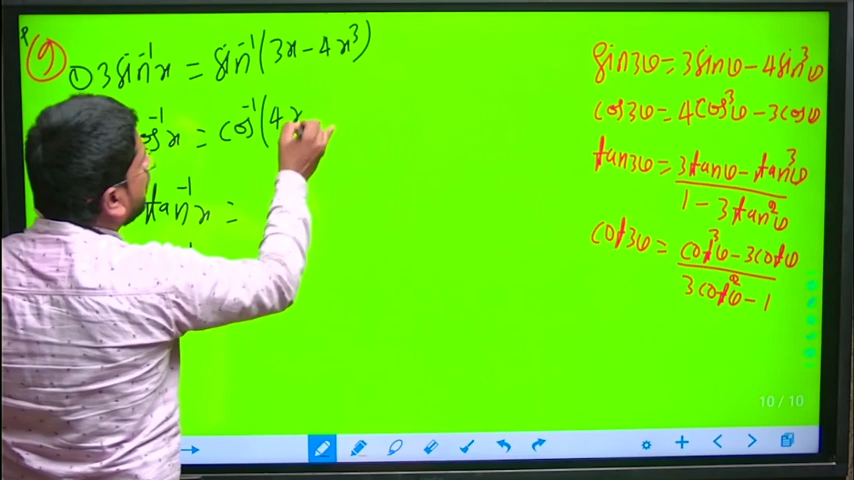 9) ① 3sin⁻¹x = sin⁻¹(3x − 4x³)
cos⁻¹x = cos⁻¹(4x
tan⁻¹x =
sin3θ = 3sinθ − 4sin³θ
cos3θ = 4cos³θ − 3cosθ
tan3θ = 3tanθ − tan³θ
1 − 3tan²θ
cot3θ = cot³θ − 3cotθ
3cot²θ − 1
10 / 10